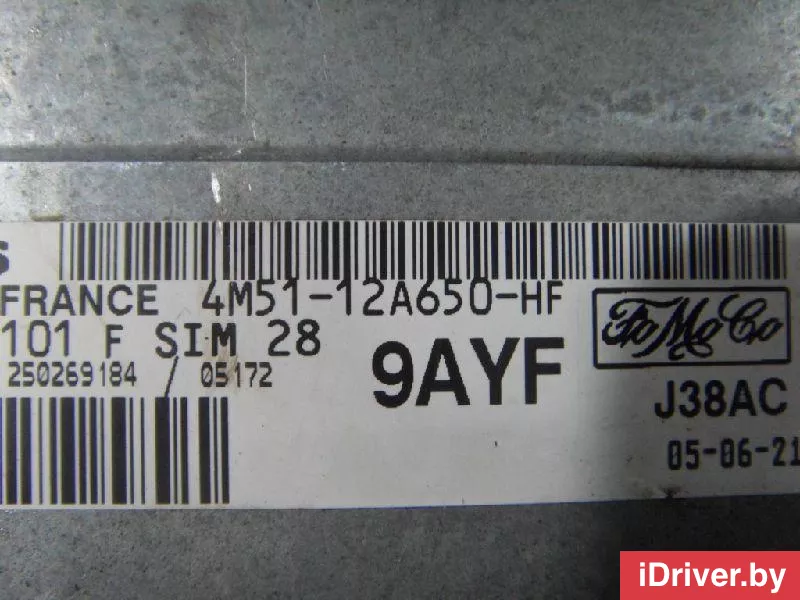 S
FRANCE 4M51-12A650-HF
101 F SIM 28
250269184 / 05172
9AYF
FoMoCo
J38AC
05-06-21
iDriver.by